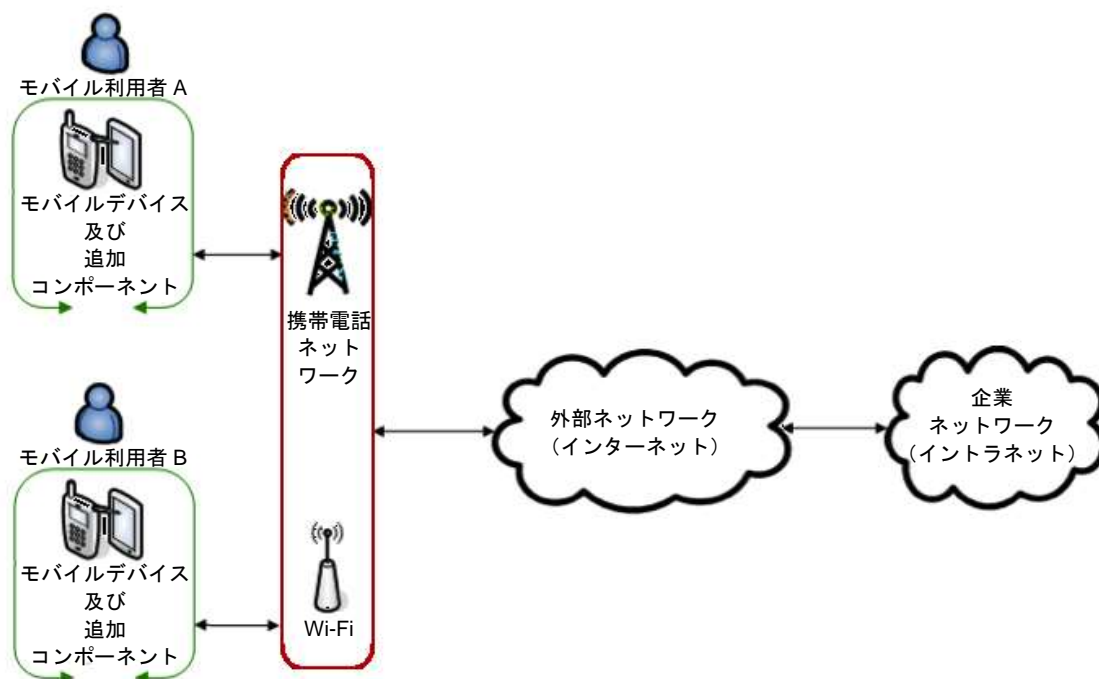 モバイル利用者 A
モバイルデバイス
及び
追加
コンポーネント
携帯電話
ネット
ワーク
モバイル利用者 B
モバイルデバイス
及び
追加
コンポーネント
Wi-Fi
外部ネットワーク
（インターネット）
企業
ネットワーク
（イントラネット）